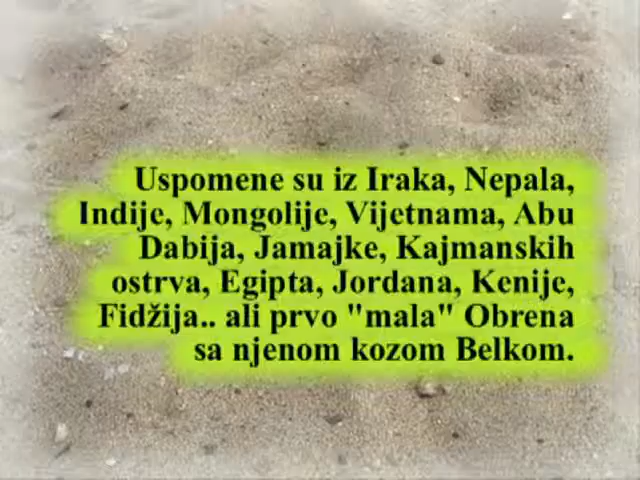 Uspomene su iz Iraka, Nepala,
Indije, Mongolije, Vijetnama, Abu
Dabija, Jamajke, Kajmanskih
ostrva, Egipta, Jordana, Kenije,
Fidžija.. ali prvo "mala" Obrena
sa njenom kozom Belkom.